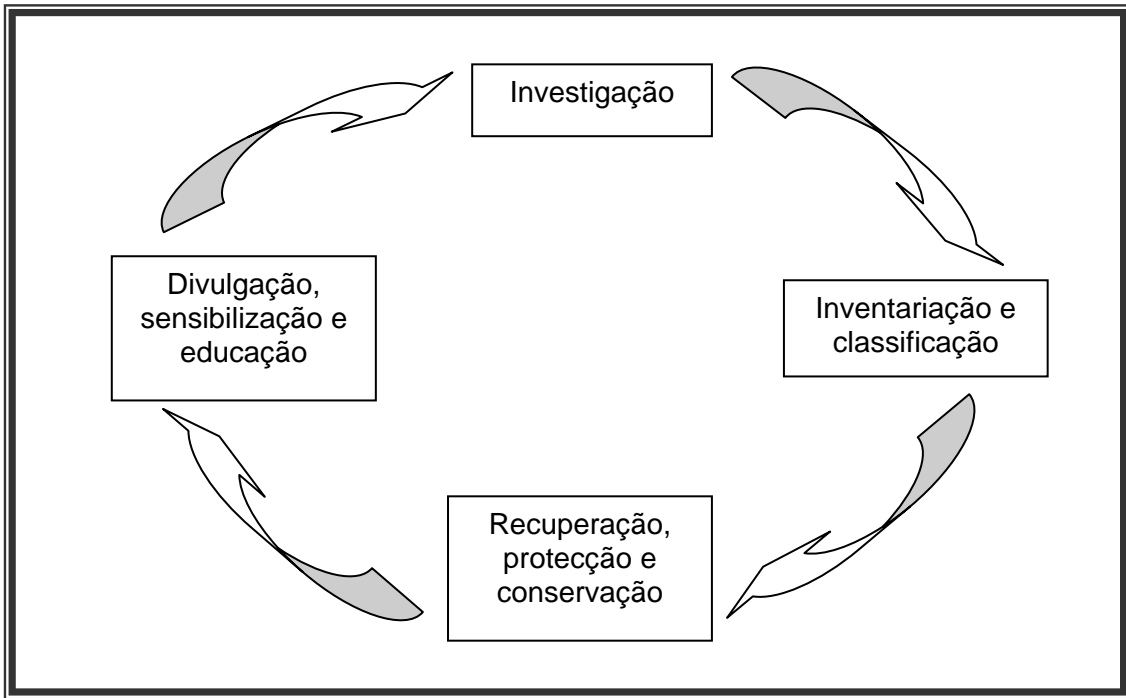 Investigação
Divulgação,
sensibilização e
educação
Inventariação e
classificação
Recuperação,
protecção e
conservação